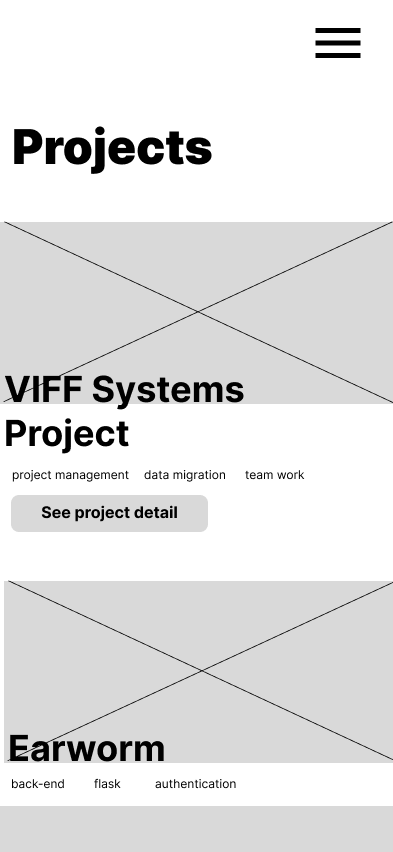 Projects
VIFF Systems
Project
project management data migration team work
See project detail
Earworm
back-end flask authentication